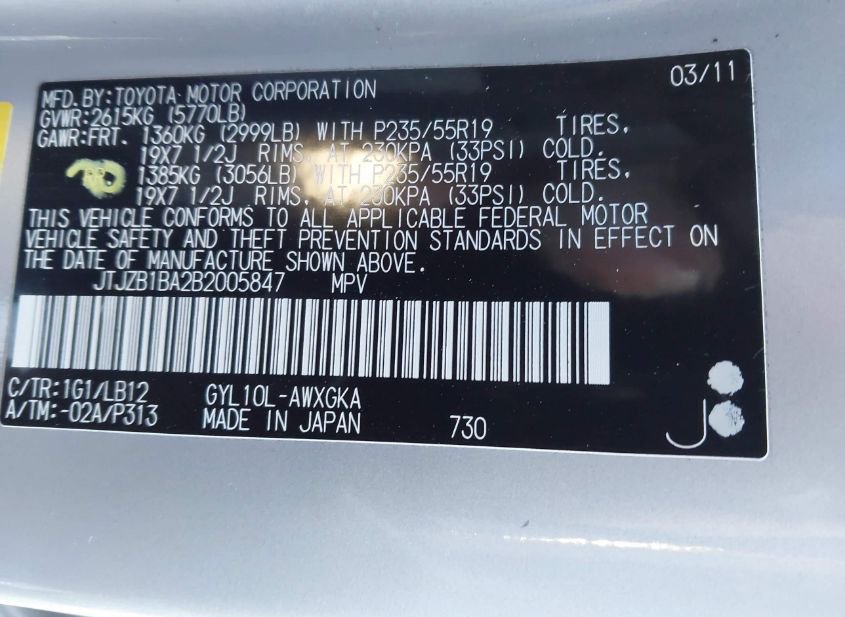 03/11
MFD. BY: TOYOTA MOTOR CORPORATION
GVWR: 2615KG (5770LB)
GAWR: FRT. 1360KG (2999LB) WITH P235/55R19 TIRES,
19X7 1/2J RIMS, AT 230KPA (33PSI) COLD.
1385KG (3056LB) WITH P235/55R19 TIRES,
19X7 1/2J RIMS, AT 230KPA (33PSI) COLD.
THIS VEHICLE CONFORMS TO ALL APPLICABLE FEDERAL MOTOR
VEHICLE SAFETY AND THEFT PREVENTION STANDARDS IN EFFECT ON
THE DATE OF MANUFACTURE SHOWN ABOVE.
JTJZB1BA2B2005847 MPV
C/TR: 1G1/LB12 GYL10L-AWXGKA
A/TM: -02A/P313 MADE IN JAPAN 730
J